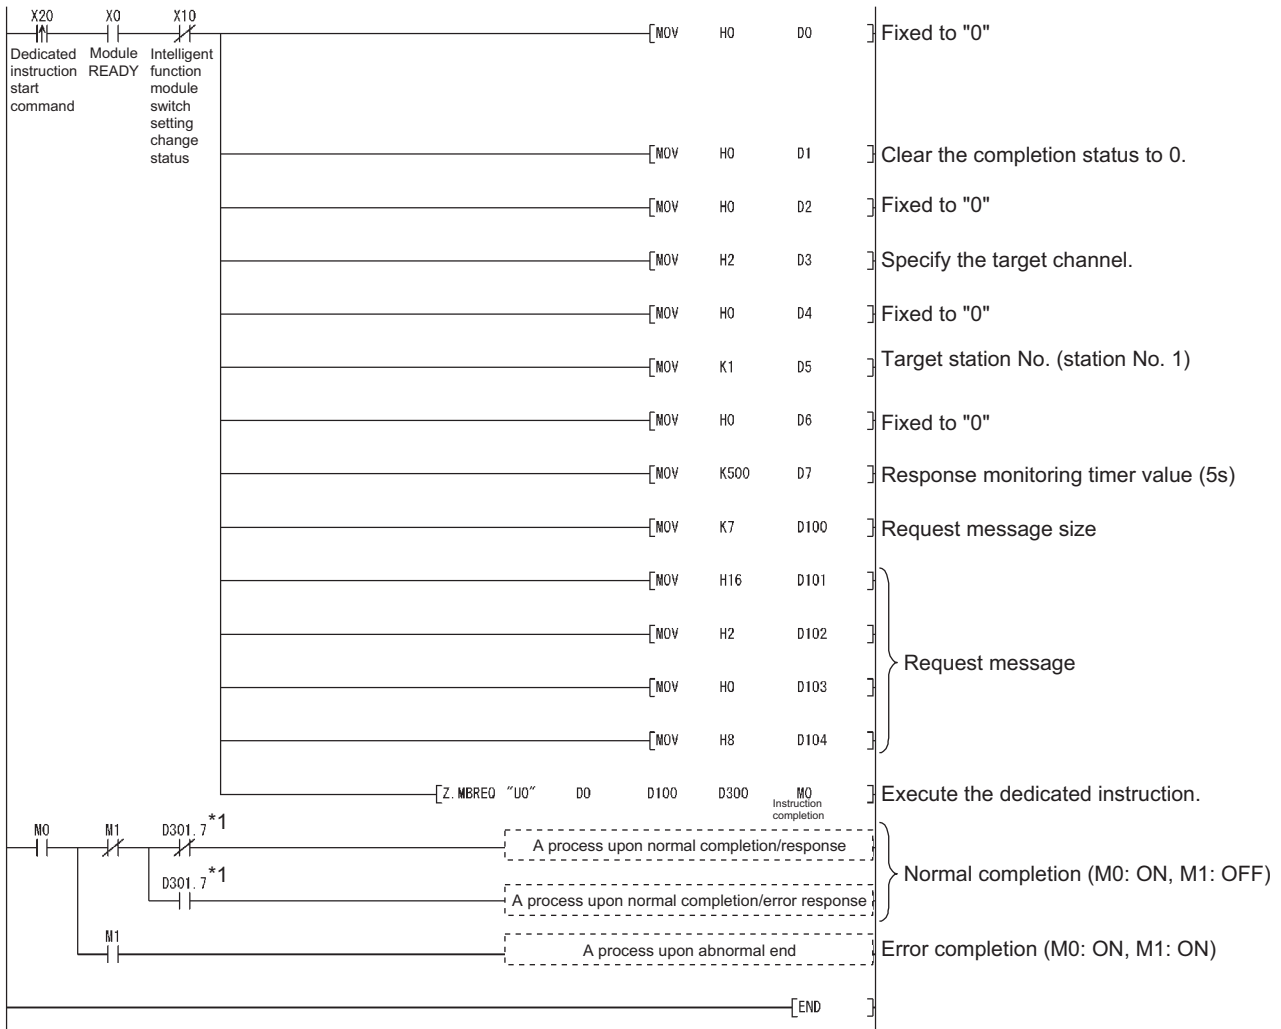 X20 X0 X10
[MOV H0 D0 ] Fixed to "0"
Dedicated instruction start command
Module READY
Intelligent function module switch setting change status
[MOV H0 D1 ] Clear the completion status to 0.
[MOV H0 D2 ] Fixed to "0"
[MOV H2 D3 ] Specify the target channel.
[MOV H0 D4 ] Fixed to "0"
[MOV K1 D5 ] Target station No. (station No. 1)
[MOV H0 D6 ] Fixed to "0"
[MOV K500 D7 ] Response monitoring timer value (5s)
[MOV K7 D100 ] Request message size
[MOV H16 D101 ]
[MOV H2 D102 ]
Request message
[MOV H0 D103 ]
[MOV H8 D104 ]
[Z.MBREQ "U0" D0 D100 D300 M0 ] Execute the dedicated instruction.
Instruction completion
M0 M1 D301.7 *1
A process upon normal completion/response
Normal completion (M0: ON, M1: OFF)
D301.7 *1
A process upon normal completion/error response
M1
A process upon abnormal end
Error completion (M0: ON, M1: ON)
[END ]